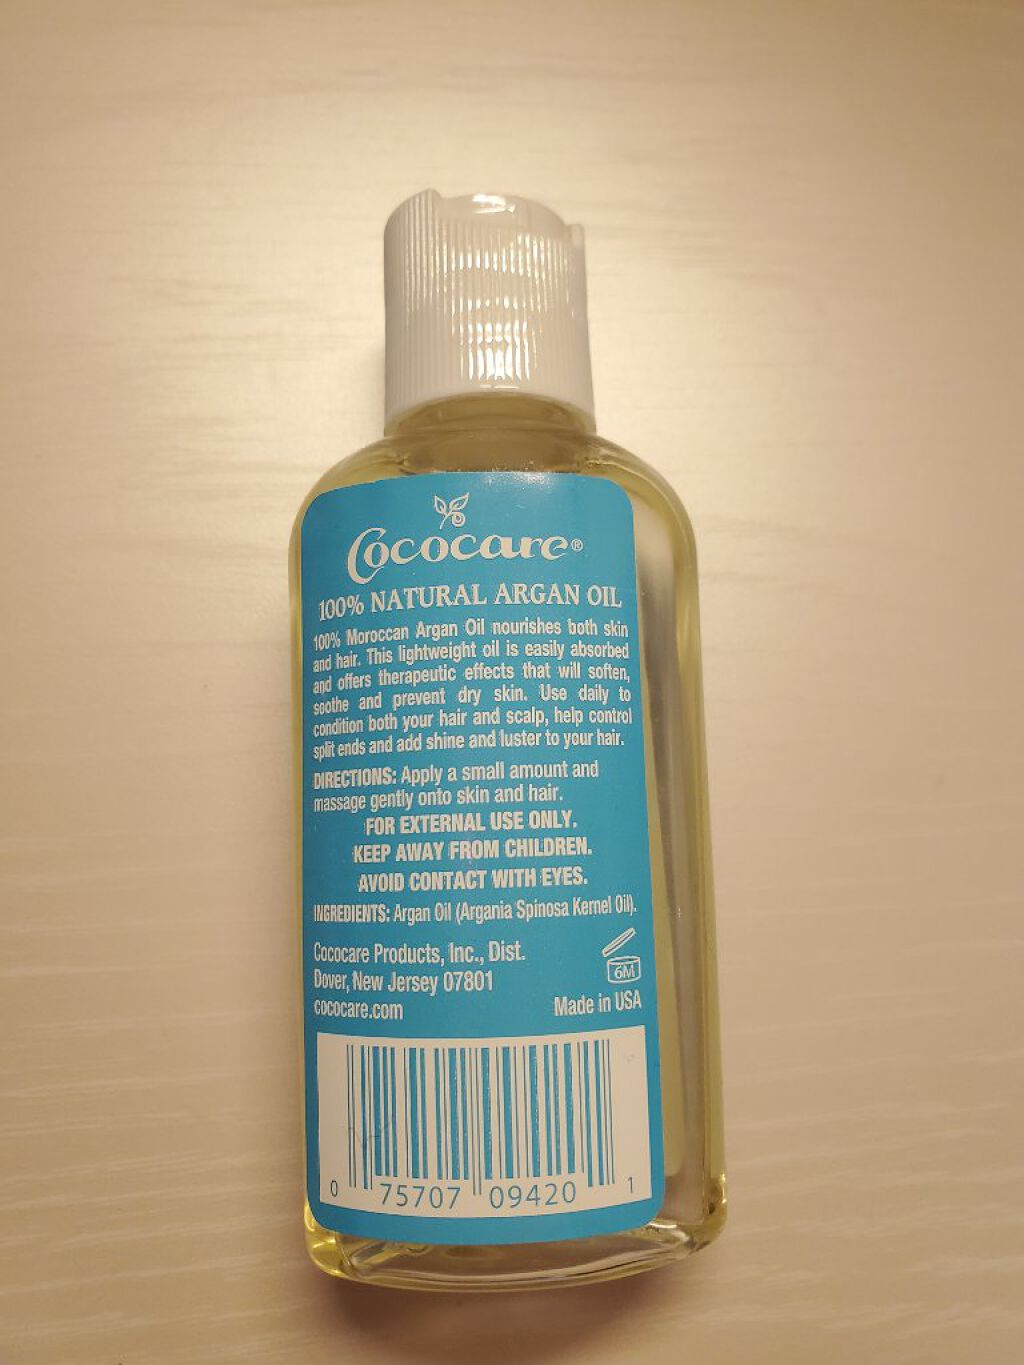 Cococare®
100% NATURAL ARGAN OIL
100% Moroccan Argan Oil nourishes both skin
and hair. This lightweight oil is easily absorbed
and offers therapeutic effects that will soften,
soothe and prevent dry skin. Use daily to
condition both your hair and scalp, help control
split ends and add shine and luster to your hair.
DIRECTIONS: Apply a small amount and
massage gently onto skin and hair.
FOR EXTERNAL USE ONLY.
KEEP AWAY FROM CHILDREN.
AVOID CONTACT WITH EYES.
INGREDIENTS: Argan Oil (Argania Spinosa Kernel Oil).
Cococare Products, Inc., Dist.
Dover, New Jersey 07801
cococare.com
6M
Made in USA
0 75707 09420 1